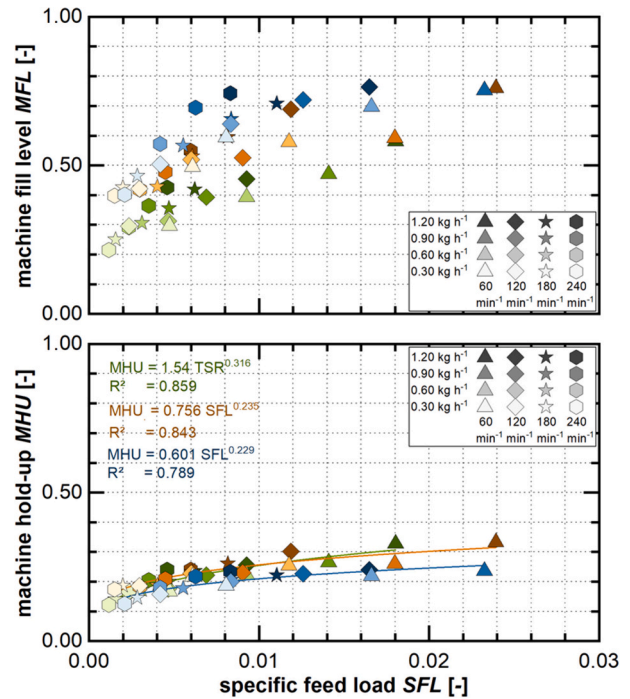 1.00
machine fill level MFL [-]
0.50
0.00
1.20 kg h⁻¹
0.90 kg h⁻¹
0.60 kg h⁻¹
0.30 kg h⁻¹
60 120 180 240
min⁻¹ min⁻¹ min⁻¹ min⁻¹
1.00
machine hold-up MHU [-]
0.50
0.00
MHU = 1.54 TSR^0.316
R² = 0.859
MHU = 0.756 SFL^0.235
R² = 0.843
MHU = 0.601 SFL^0.229
R² = 0.789
1.20 kg h⁻¹
0.90 kg h⁻¹
0.60 kg h⁻¹
0.30 kg h⁻¹
60 120 180 240
min⁻¹ min⁻¹ min⁻¹ min⁻¹
0.00 0.01 0.02 0.03
specific feed load SFL [-]